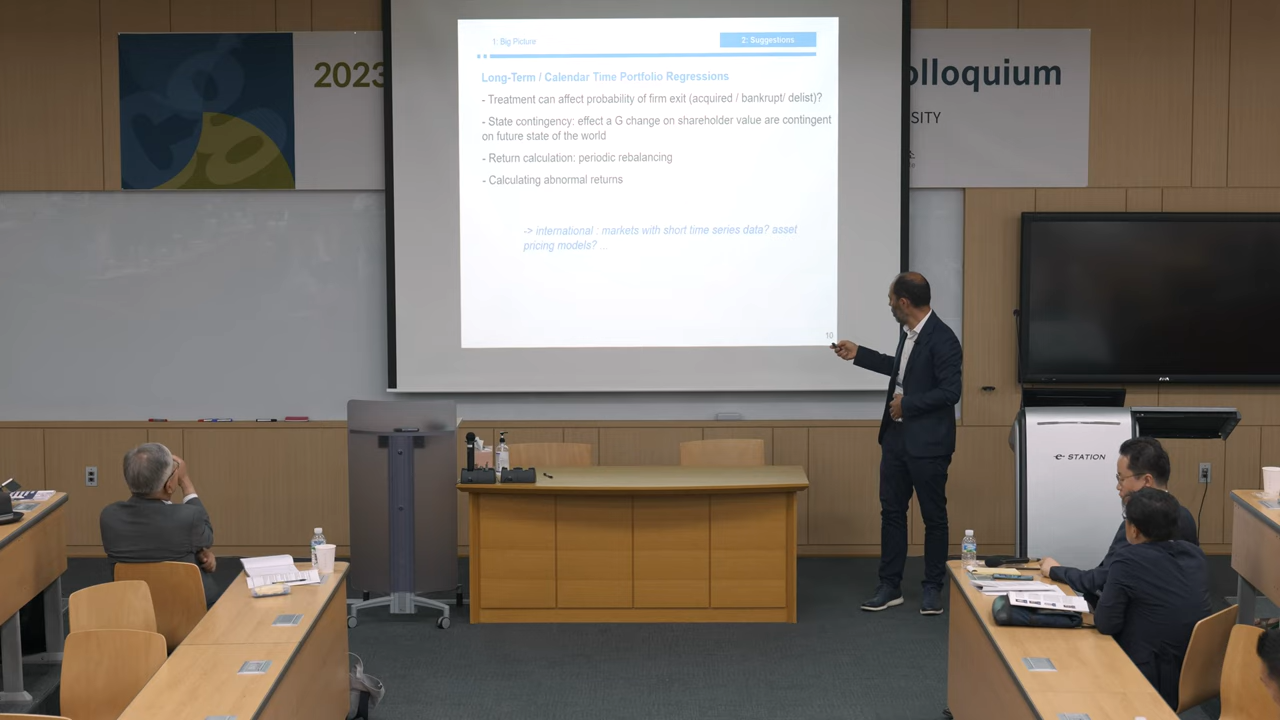 2023
olloquium
SITY
1: Big Picture
2: Suggestions
Long-Term / Calendar Time Portfolio Regressions
- Treatment can affect probability of firm exit (acquired / bankrupt/ delist)?
- State contingency: effect a G change on shareholder value are contingent
on future state of the world
- Return calculation: periodic rebalancing
- Calculating abnormal returns
-> international : markets with short time series data? asset
pricing models? ...
10
e- STATION